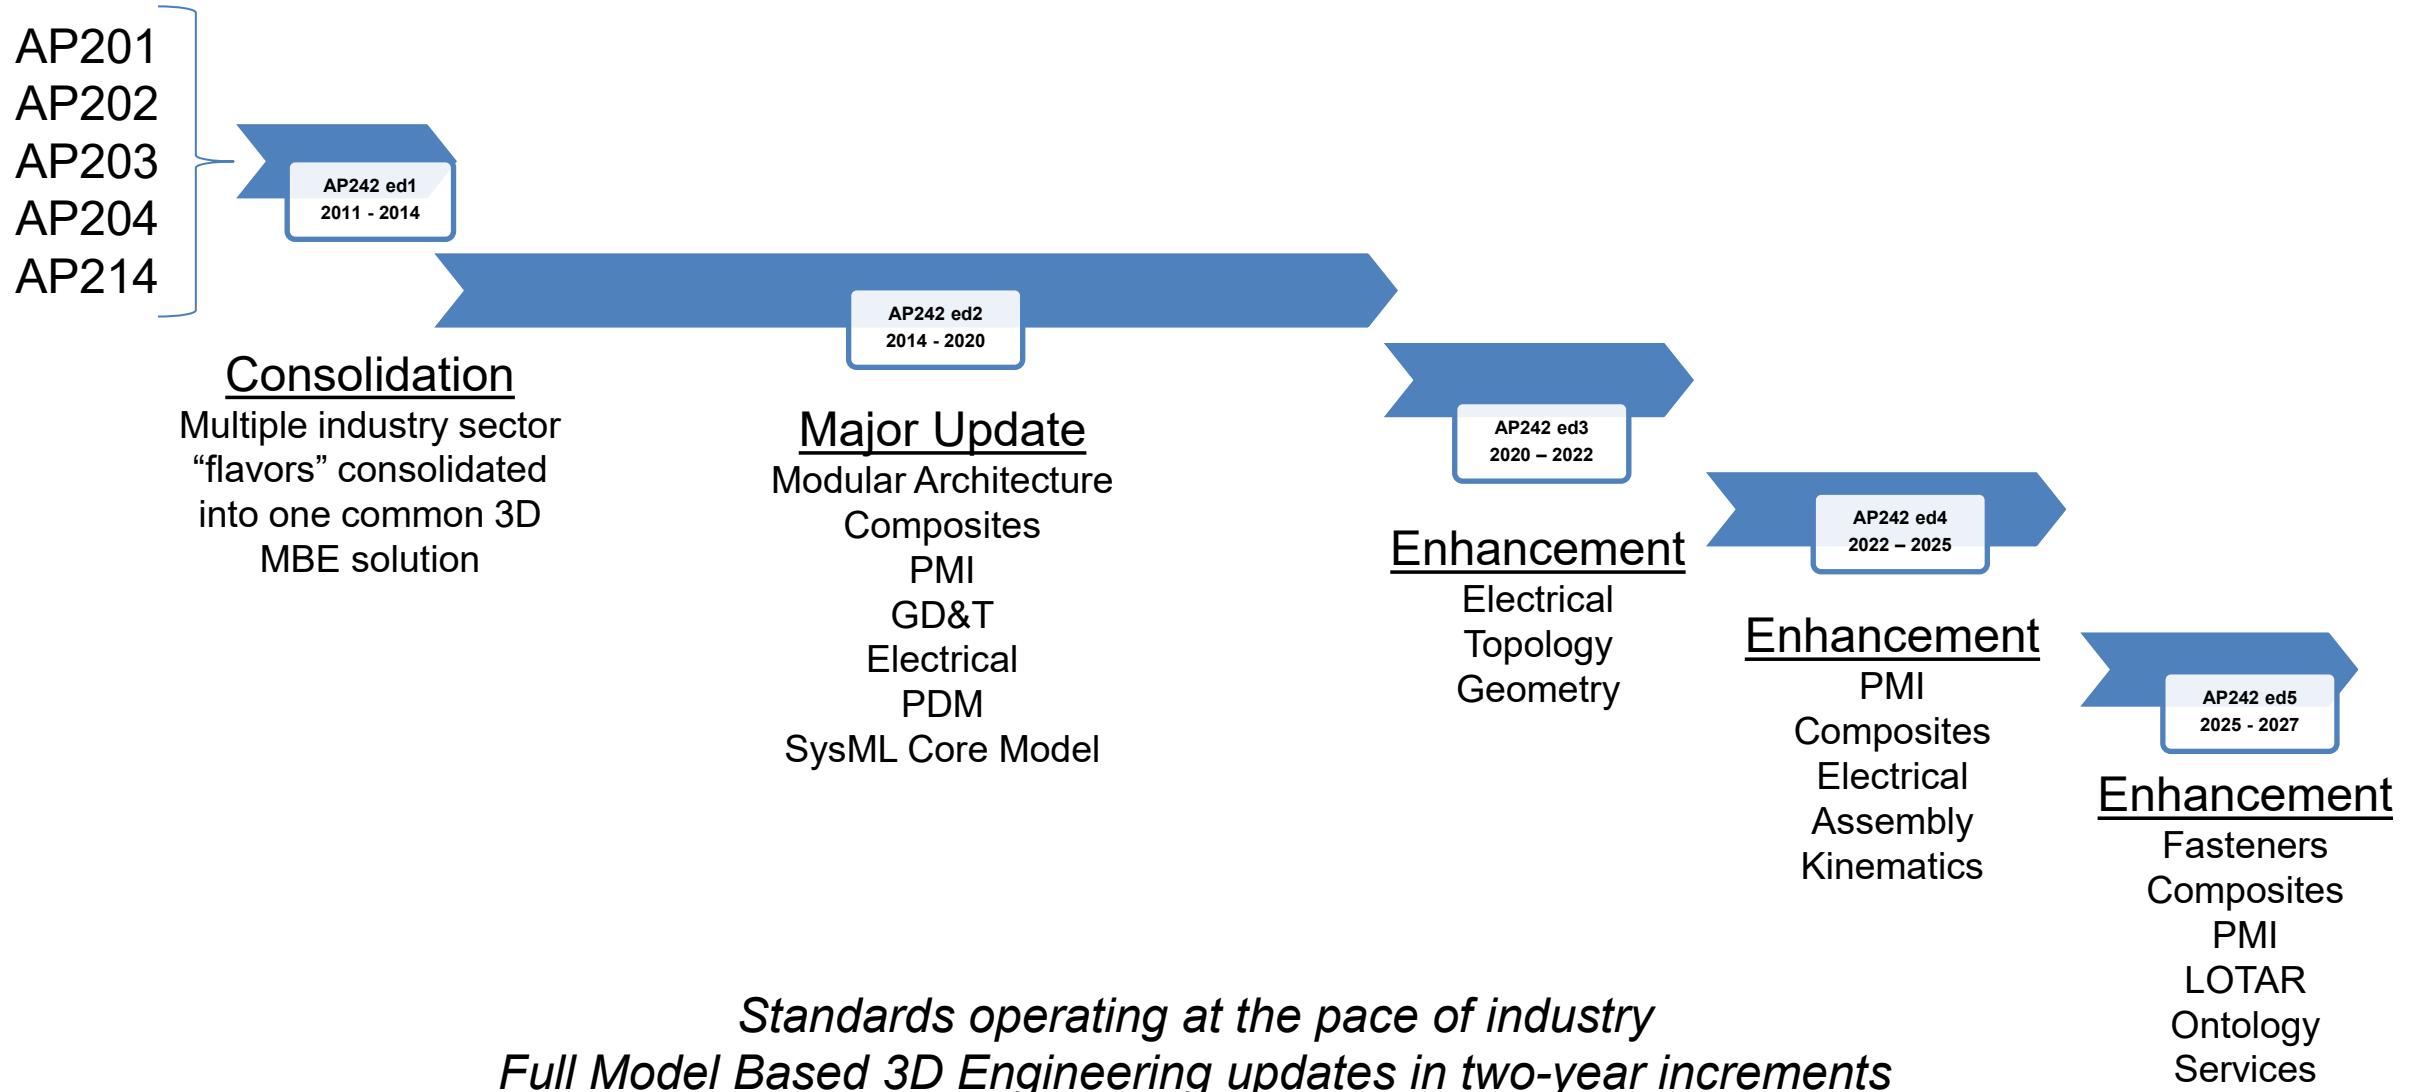 AP201
AP202
AP203
AP204
AP214
AP242 ed1
2011 - 2014
Consolidation
Multiple industry sector
“flavors” consolidated
into one common 3D
MBE solution
AP242 ed2
2014 - 2020
Major Update
Modular Architecture
Composites
PMI
GD&T
Electrical
PDM
SysML Core Model
AP242 ed3
2020 – 2022
Enhancement
Electrical
Topology
Geometry
AP242 ed4
2022 – 2025
Enhancement
PMI
Composites
Electrical
Assembly
Kinematics
AP242 ed5
2025 - 2027
Enhancement
Fasteners
Composites
PMI
LOTAR
Ontology
Services
Standards operating at the pace of industry
Full Model Based 3D Engineering updates in two-year increments